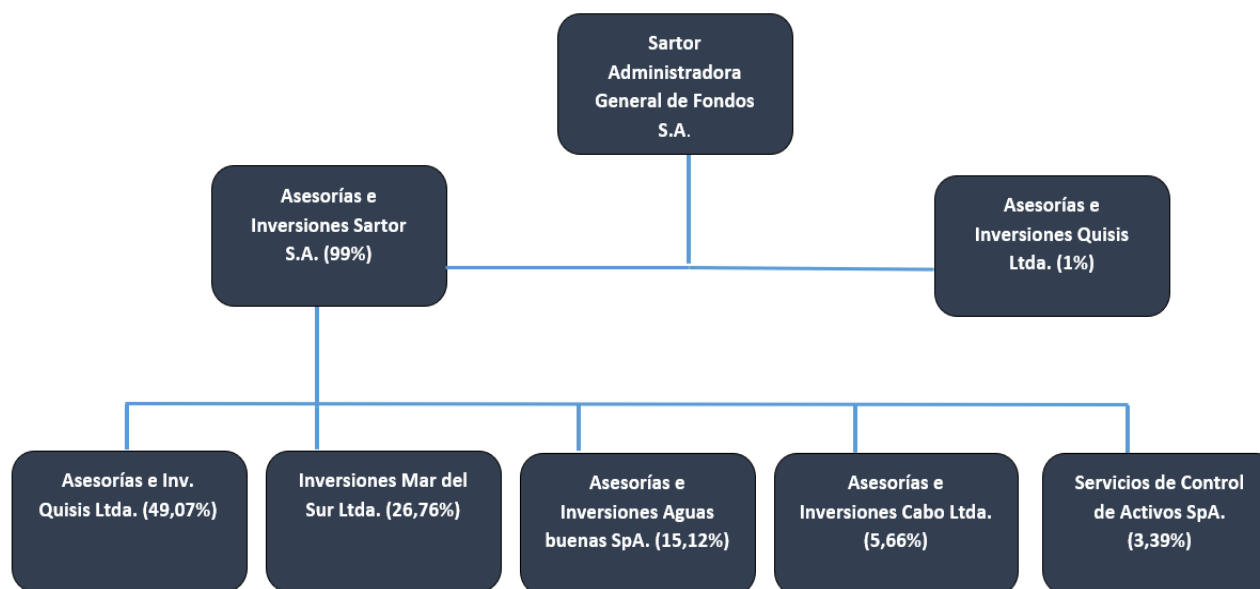 Sartor
Administradora
General de Fondos
S.A.
Asesorías e
Inversiones Sartor
S.A. (99%)
Asesorías e
Inversiones Quisis
Ltda. (1%)
Asesorías e Inv.
Quisis Ltda. (49,07%)
Inversiones Mar del
Sur Ltda. (26,76%)
Asesorías e
Inversiones Aguas
buenas SpA. (15,12%)
Asesorías e
Inversiones Cabo Ltda.
(5,66%)
Servicios de Control
de Activos SpA.
(3,39%)